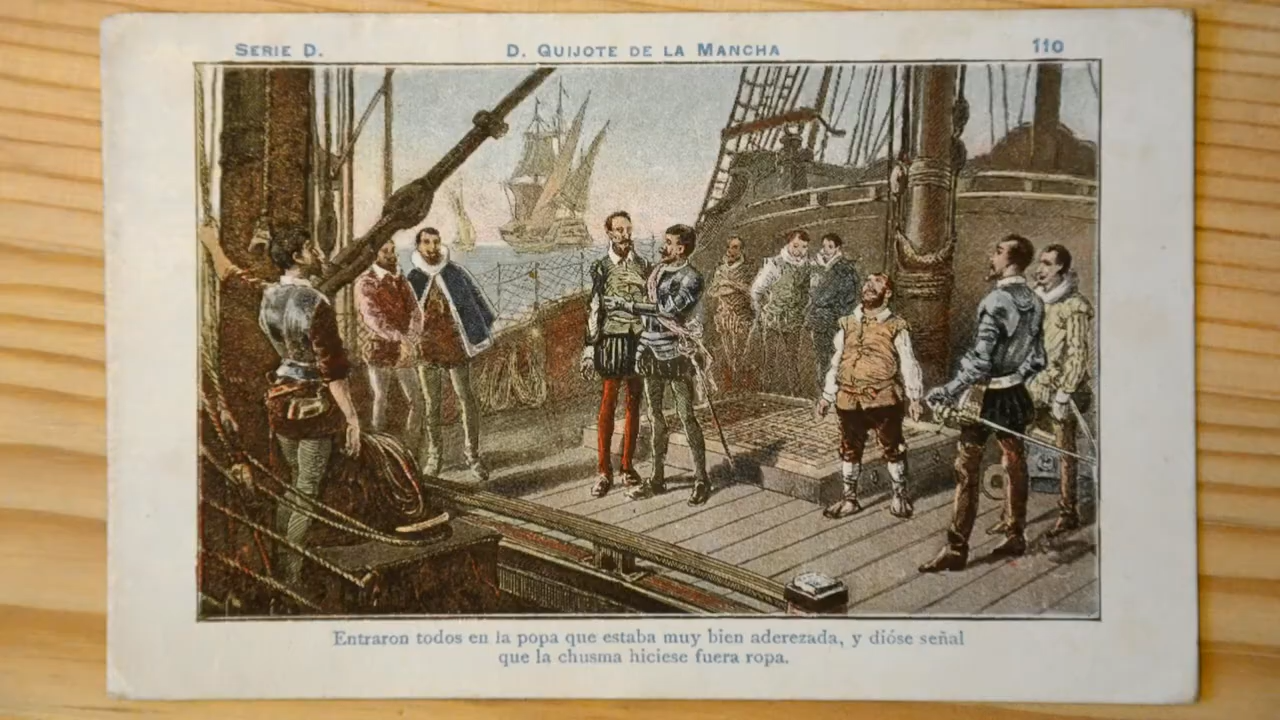 SERIE D. D. QUIJOTE DE LA MANCHA 110
Entraron todos en la popa que estaba muy bien aderezada, y dióse señal
que la chusma hiciese fuera ropa.